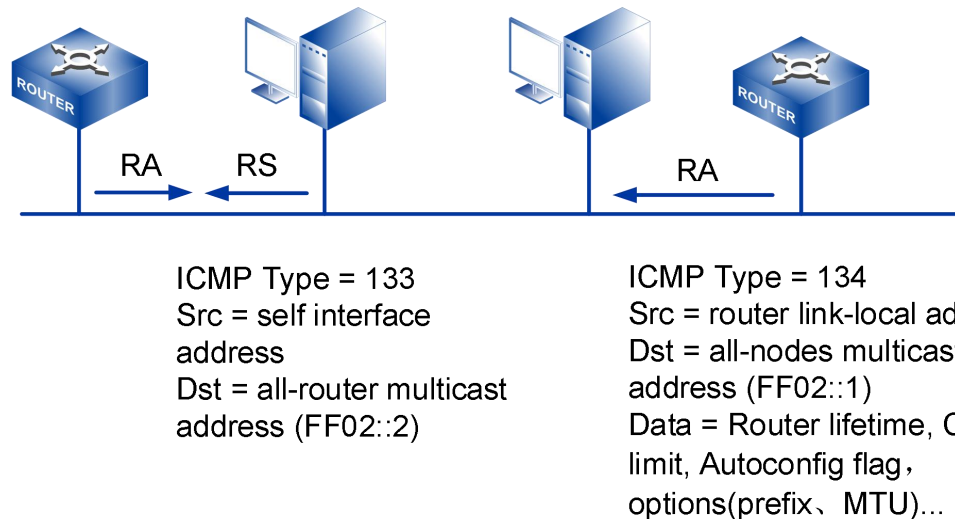 ROUTER
ROUTER
RA
RS
RA
ICMP Type = 133
Src = self interface
address
Dst = all-router multicast
address (FF02::2)
ICMP Type = 134
Src = router link-local
Dst = all-nodes multicast
address (FF02::1)
Data = Router lifetime,
limit, Autoconfig flag，
options(prefix、MTU)...